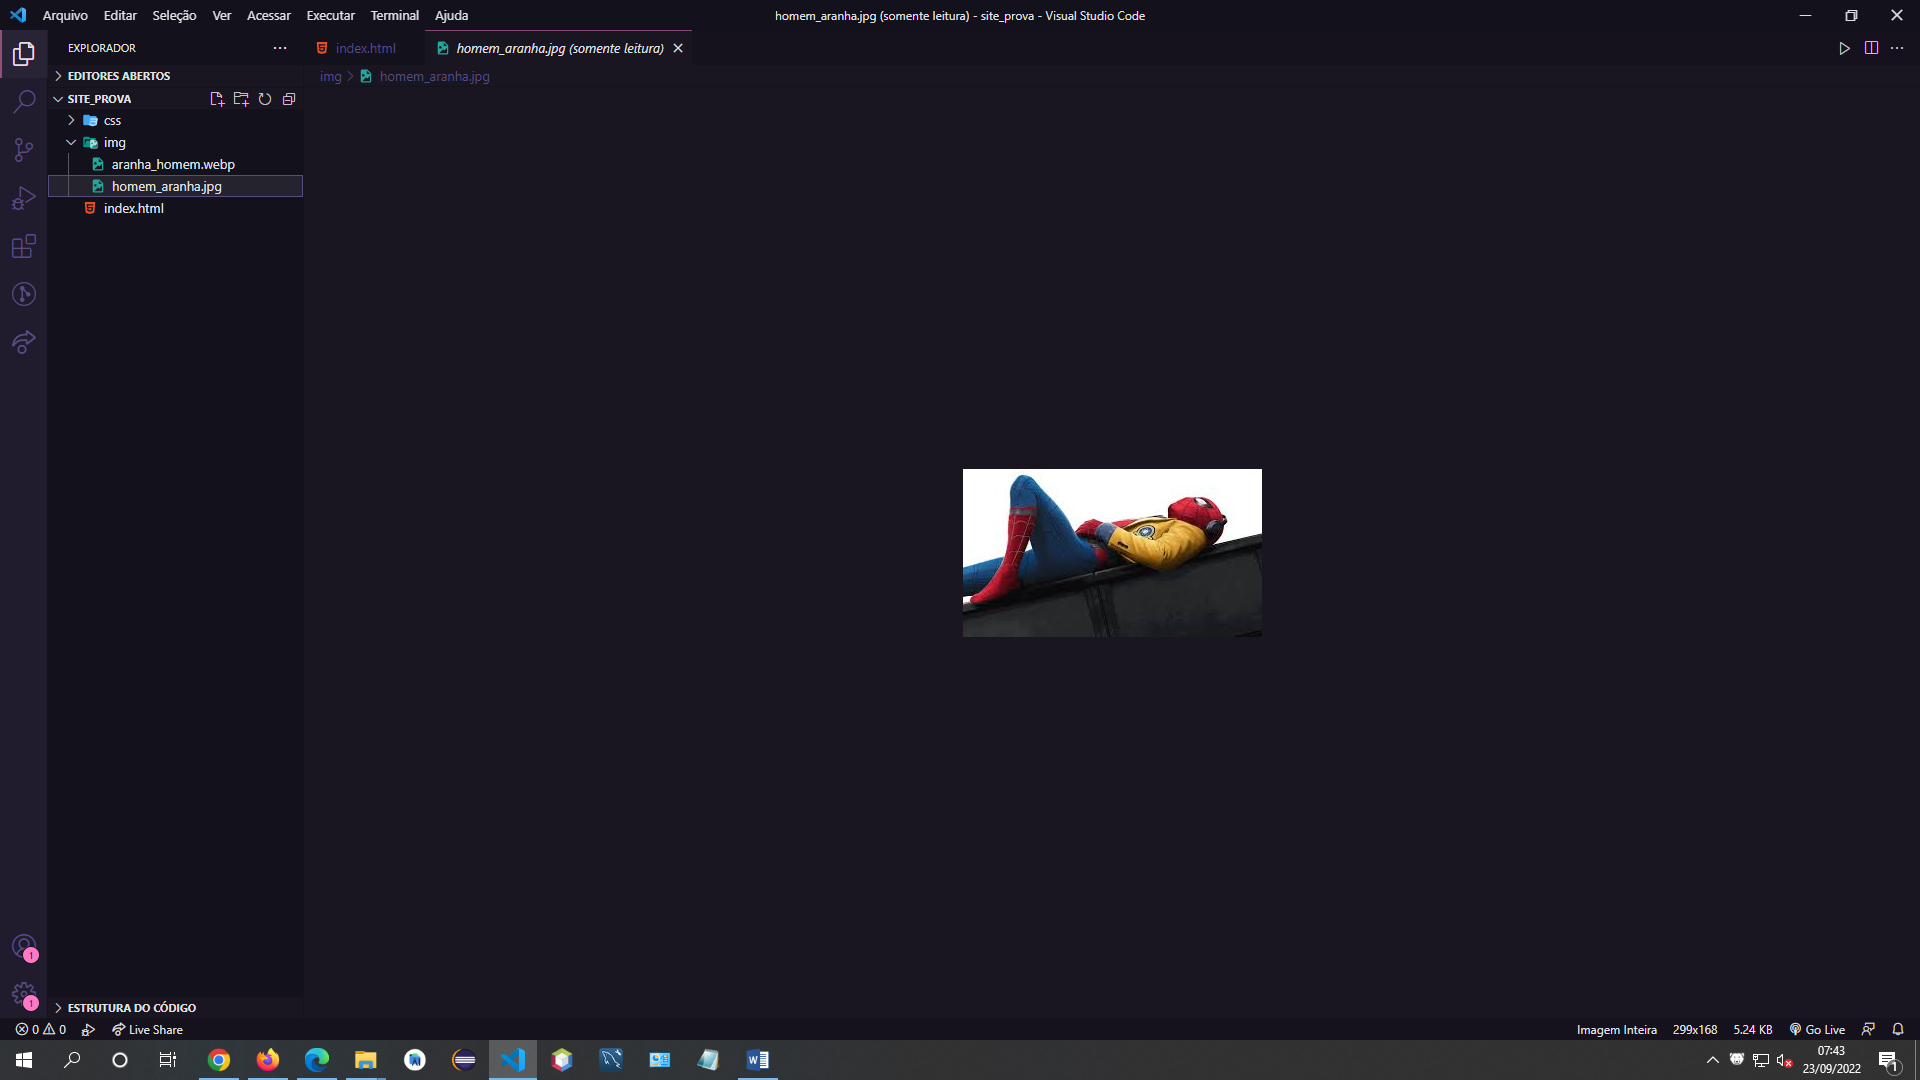 Arquivo Editar Seleção Ver Acessar Executar Terminal Ajuda
homem_aranha.jpg (somente leitura) - site_prova - Visual Studio Code
EXPLORADOR
index.html
homem_aranha.jpg (somente leitura)
EDITORES ABERTOS
img
homem_aranha.jpg
SITE_PROVA
css
img
aranha_homem.webp
homem_aranha.jpg
index.html
1
1
ESTRUTURA DO CÓDIGO
0 0 Live Share
Imagem Inteira 299x168 5.24 KB Go Live
07:43
23/09/2022
1